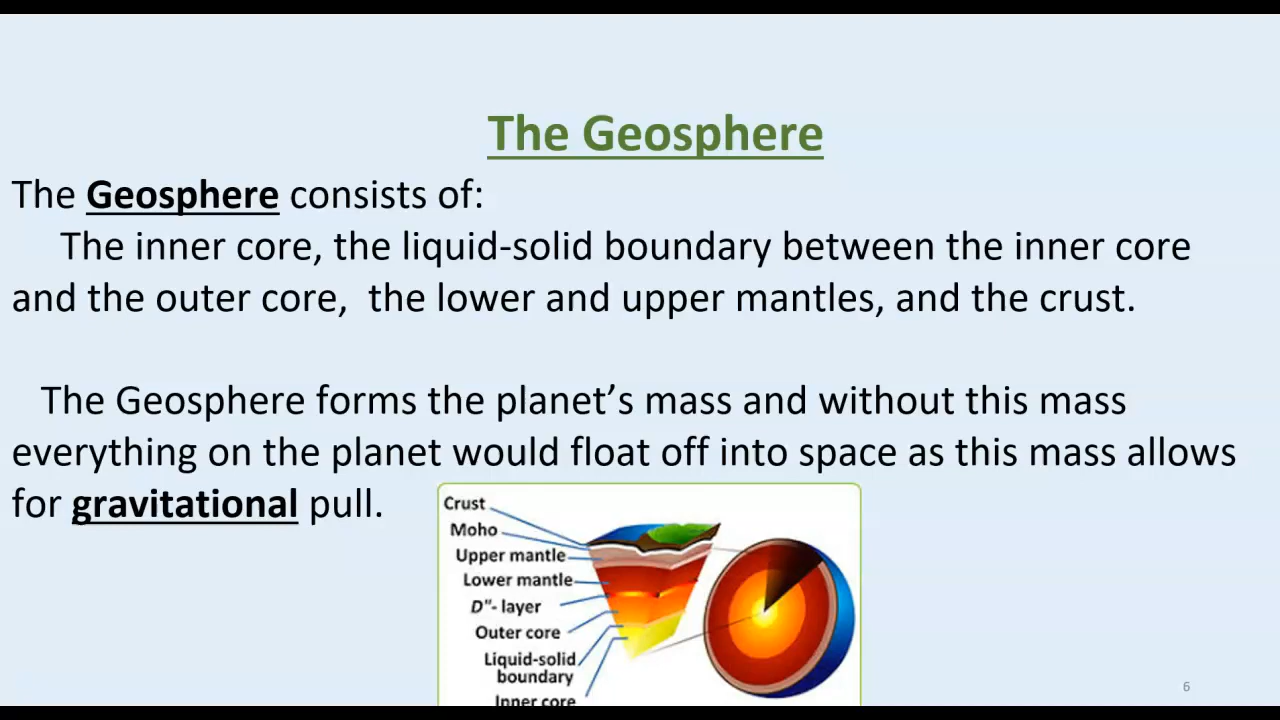 The Geosphere
The Geosphere consists of:
The inner core, the liquid-solid boundary between the inner core
and the outer core,  the lower and upper mantles, and the crust.
The Geosphere forms the planet’s mass and without this mass
everything on the planet would float off into space as this mass allows
for gravitational pull.
Crust
Moho
Upper mantle
Lower mantle
D"- layer
Outer core
Liquid-solid
boundary
Inner core
6